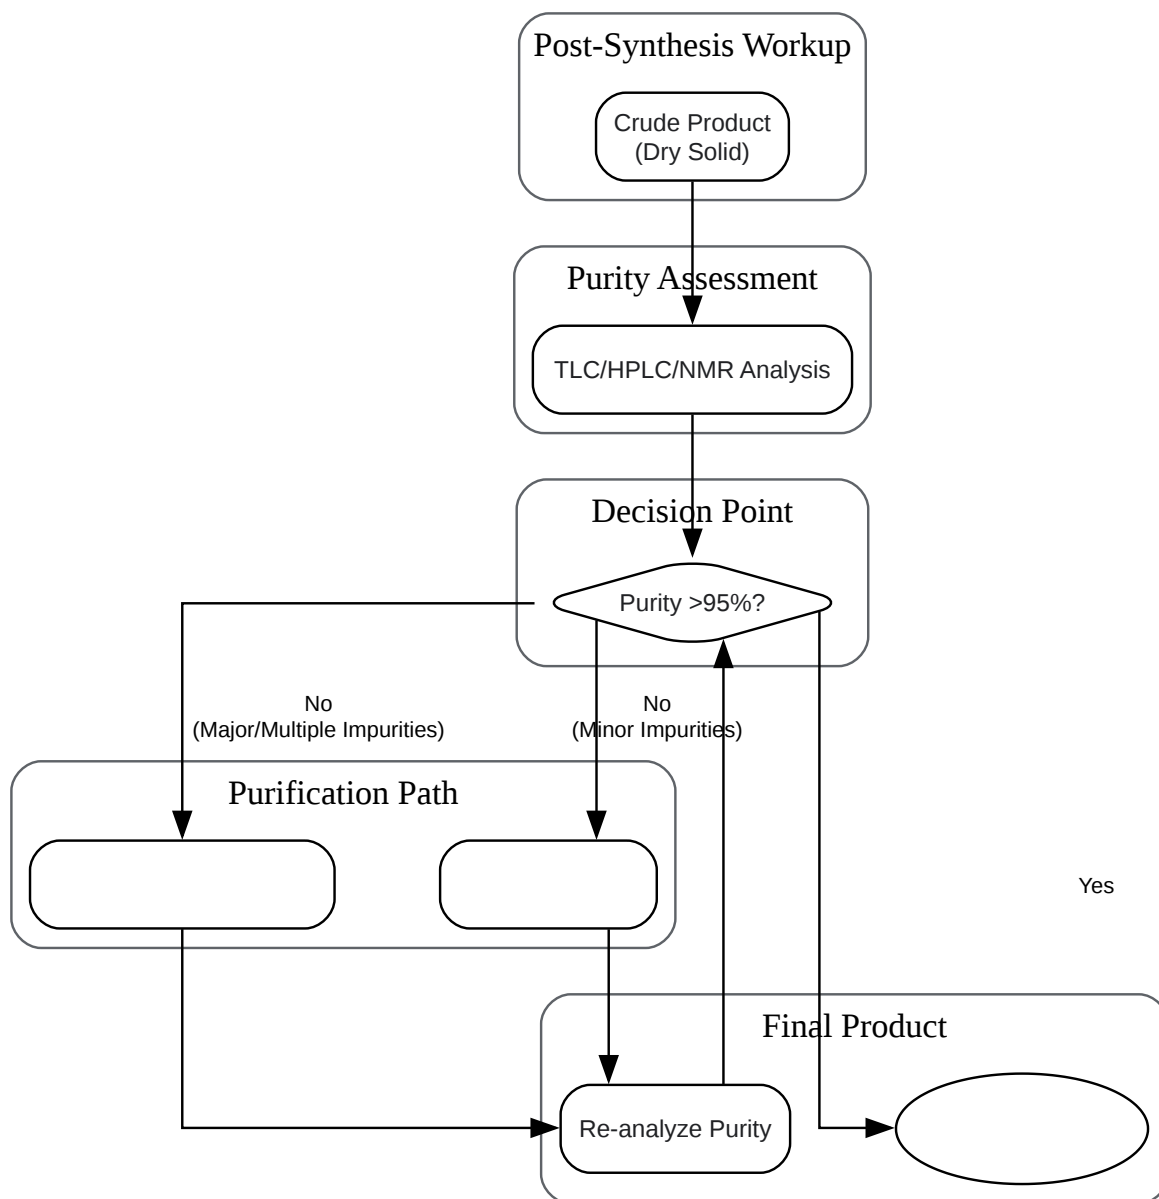 Post-Synthesis Workup
Crude Product
(Dry Solid)
Purity Assessment
TLC/HPLC/NMR Analysis
Decision Point
Purity >95%?
No
(Major/Multiple Impurities)
No
(Minor Impurities)
Purification Path
Yes
Final Product
Re-analyze Purity